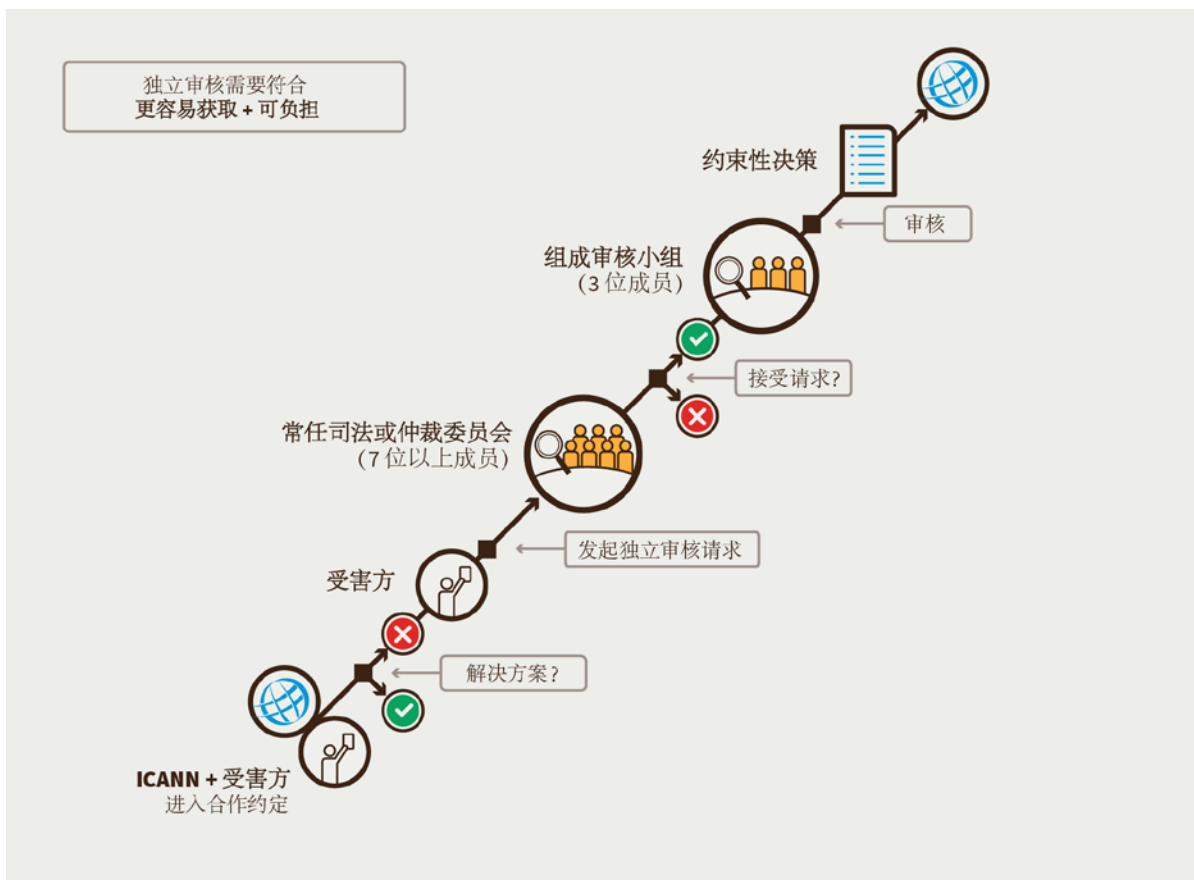 独立审核需要符合
更容易获取 + 可负担
约束性决策
审核
组成审核小组
(3 位成员)
接受请求?
常任司法或仲裁委员会
(7 位以上成员)
发起独立审核请求
受害方
解决方案?
ICANN + 受害方
进入合作约定